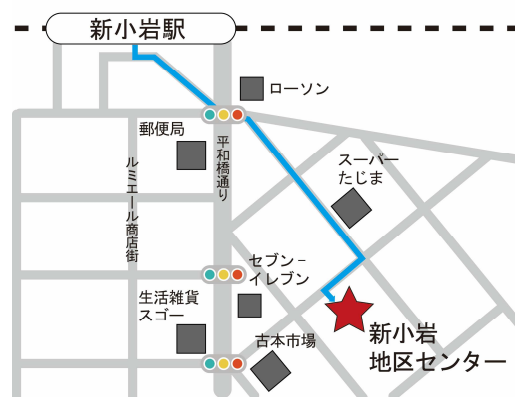 新小岩駅
ローソン
郵便局
平和橋通り
ルミエール商店街
スーパー
たじま
セブン-
イレブン
生活雑貨
スゴー
古本市場
新小岩
地区センター